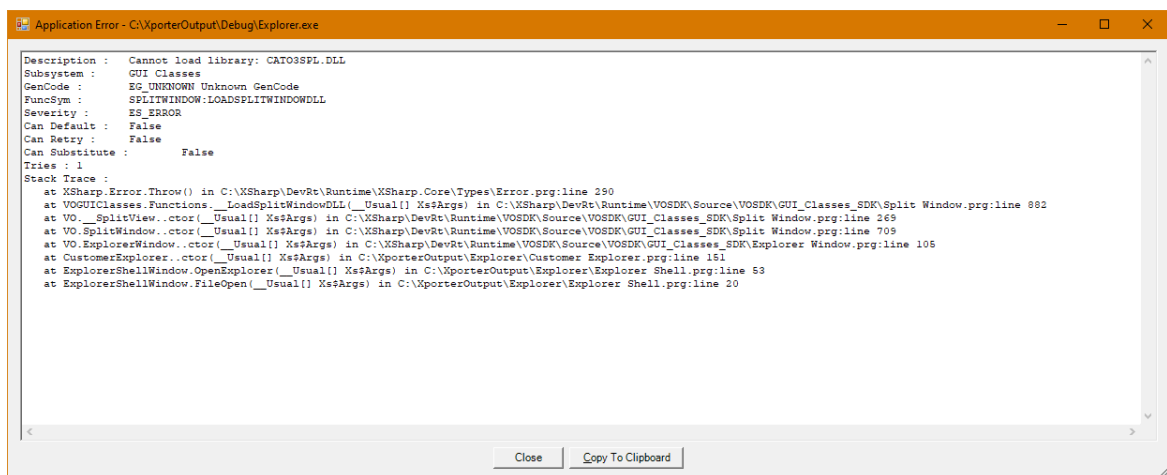 Application Error - C:\XporterOutput\Debug\Explorer.exe
Description : Cannot load library: CATO3SPL.DLL
Subsystem : GUI Classes
GenCode : EG_UNKNOWN Unknown GenCode
FuncSym : SPLITWINDOW:LOADSPLITWINDOWDLL
Severity : ES_ERROR
Can Default : False
Can Retry : False
Can Substitute : False
Tries : 1
Stack Trace :
at XSharp.Error.Throw() in C:\XSharp\DevRt\Runtime\XSharp.Core\Types\Error.prg:line 290
at VOGUIClasses.Functions.__LoadSplitWindowDLL(__Usual[] Xs$Args) in C:\XSharp\DevRt\Runtime\VOSDK\Source\VOSDK\GUI_Classes_SDK\Split Window.prg:line 882
at VO.__SplitView..ctor(__Usual[] Xs$Args) in C:\XSharp\DevRt\Runtime\VOSDK\Source\VOSDK\GUI_Classes_SDK\Split Window.prg:line 269
at VO.SplitWindow..ctor(__Usual[] Xs$Args) in C:\XSharp\DevRt\Runtime\VOSDK\Source\VOSDK\GUI_Classes_SDK\Split Window.prg:line 709
at VO.ExplorerWindow..ctor(__Usual[] Xs$Args) in C:\XSharp\DevRt\Runtime\VOSDK\Source\VOSDK\GUI_Classes_SDK\Explorer Window.prg:line 105
at CustomerExplorer..ctor(__Usual[] Xs$Args) in C:\XporterOutput\Explorer\Customer Explorer.prg:line 151
at ExplorerShellWindow.OpenExplorer(__Usual[] Xs$Args) in C:\XporterOutput\Explorer\Explorer Shell.prg:line 53
at ExplorerShellWindow.FileOpen(__Usual[] Xs$Args) in C:\XporterOutput\Explorer\Explorer Shell.prg:line 20
Close Copy To Clipboard